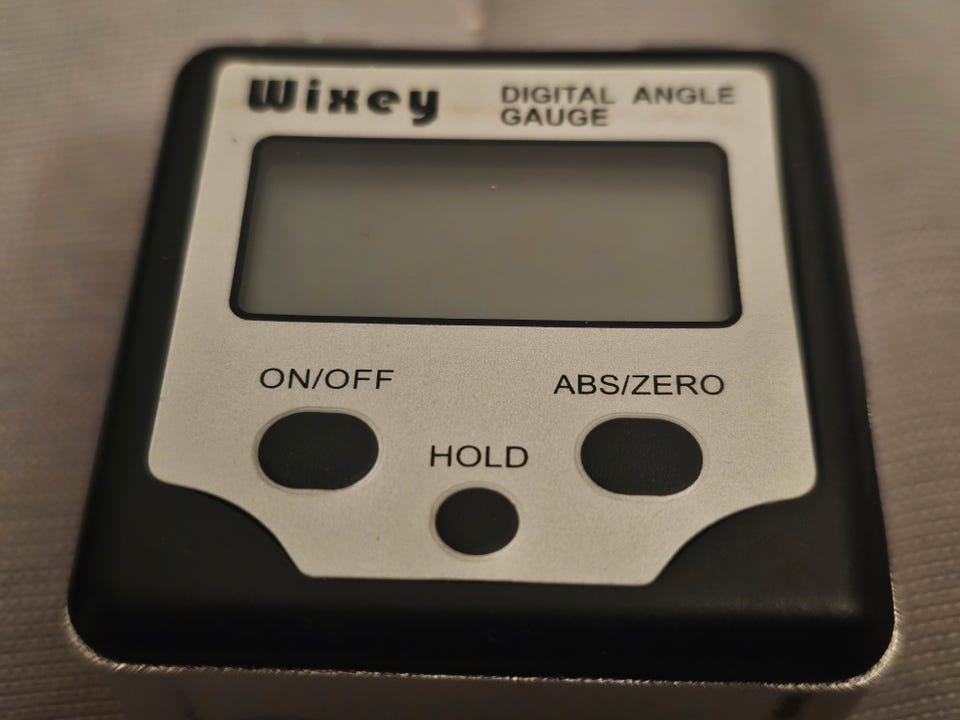 Wixey
DIGITAL ANGLE
GAUGE
ON/OFF
ABS/ZERO
HOLD